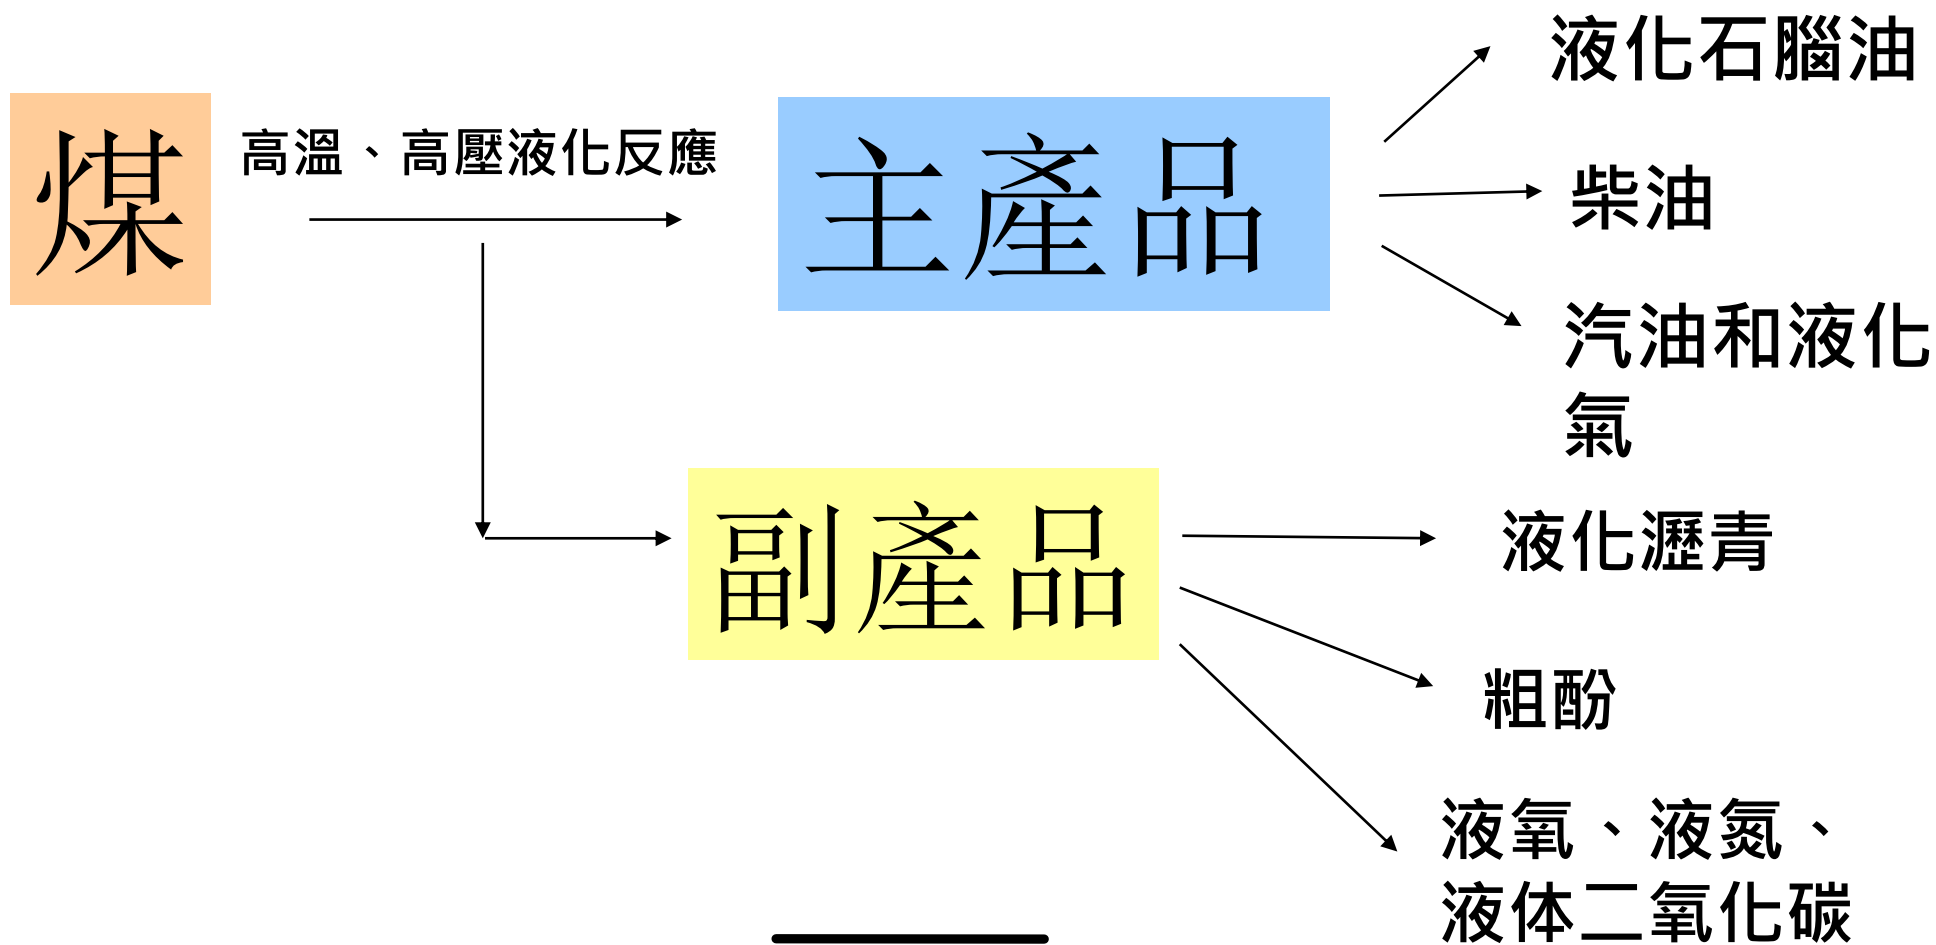 煤
高溫、高壓液化反應
主產品
液化石腦油
柴油
汽油和液化
氣
副產品
液化瀝青
粗酚
液氧、液氮、
液体二氧化碳